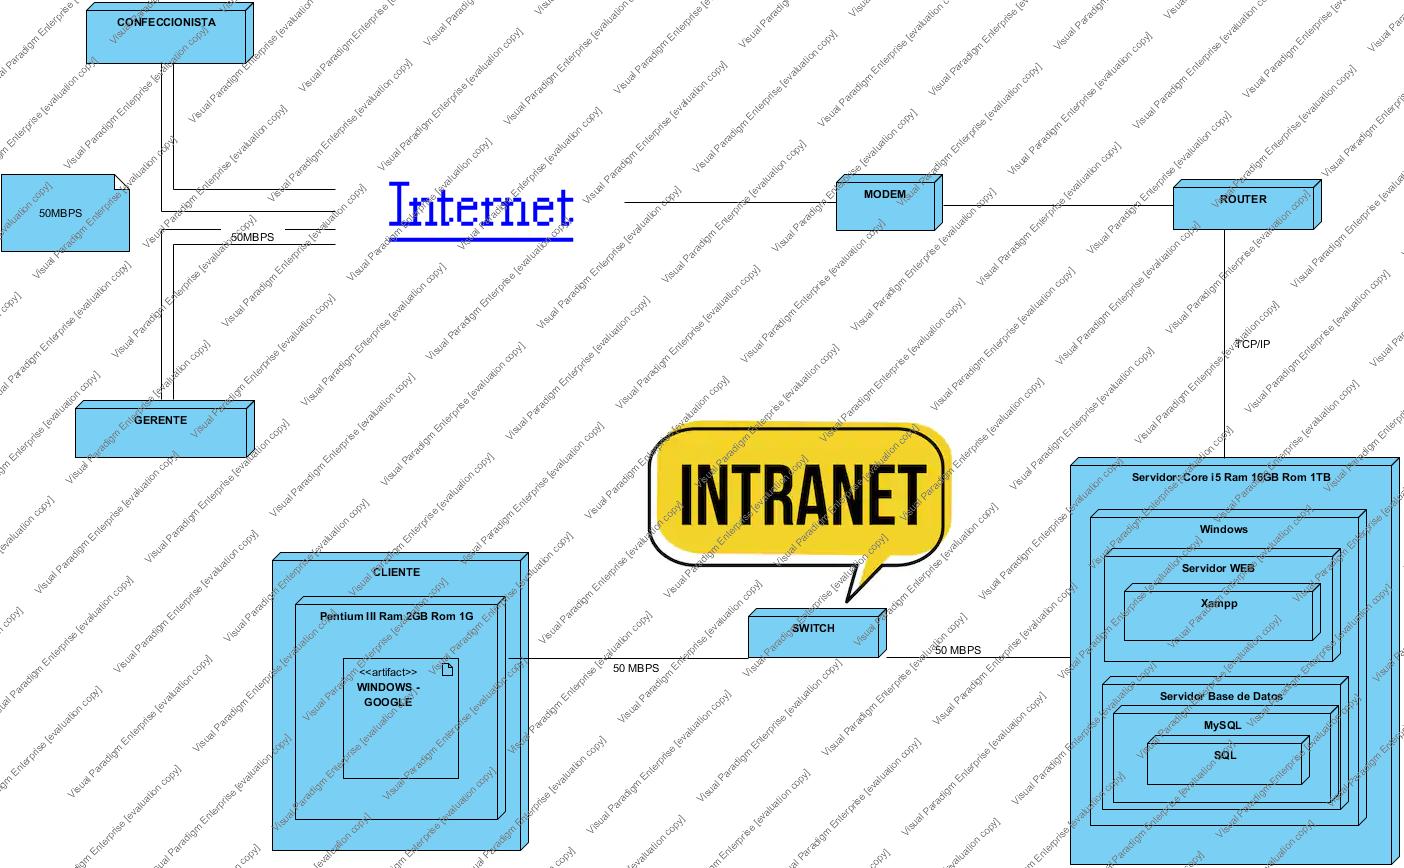 CONFECCIONISTA
50MBPS
Internet
50MBPS
MODEM
ROUTER
TCP/IP
GERENTE
INTRANET
Servidor: Core i5 Ram 16GB Rom 1TB
Windows
Servidor WEB
Xampp
CLIENTE
Pentium III Ram 2GB Rom 1G
<<artifact>>
WINDOWS -
GOOGLE
SWITCH
50 MBPS
50 MBPS
Servidor Base de Datos
MySQL
SQL
Visual Paradigm Enterprise [evaluation copy]